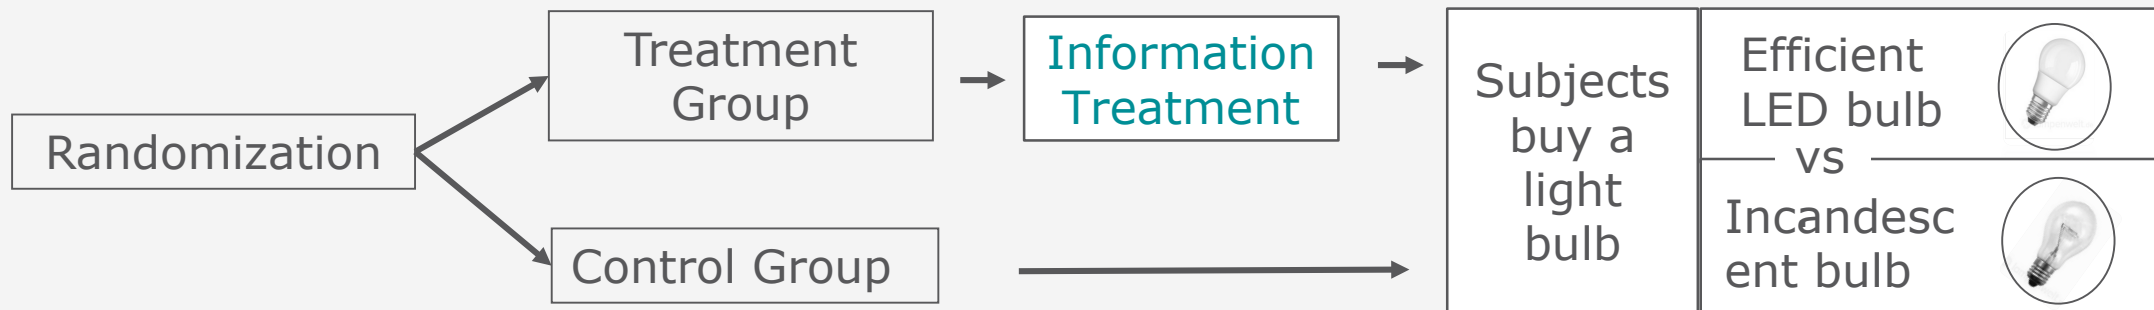 Randomization
Treatment
Group
Control Group
Information
Treatment
Subjects
buy a
light
bulb
Efficient
LED bulb
vs
Incandesc
ent bulb